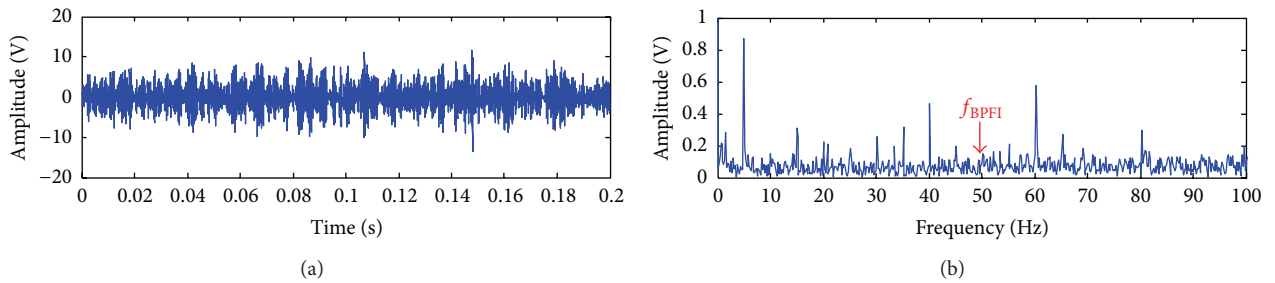 20
10
0
−10
−20
Amplitude (V)
0 0.02 0.04 0.06 0.08 0.1 0.12 0.14 0.16 0.18 0.2
Time (s)
(a)
1
0.8
0.6
0.4
0.2
0
Amplitude (V)
f_BPFI
0 10 20 30 40 50 60 70 80 90 100
Frequency (Hz)
(b)